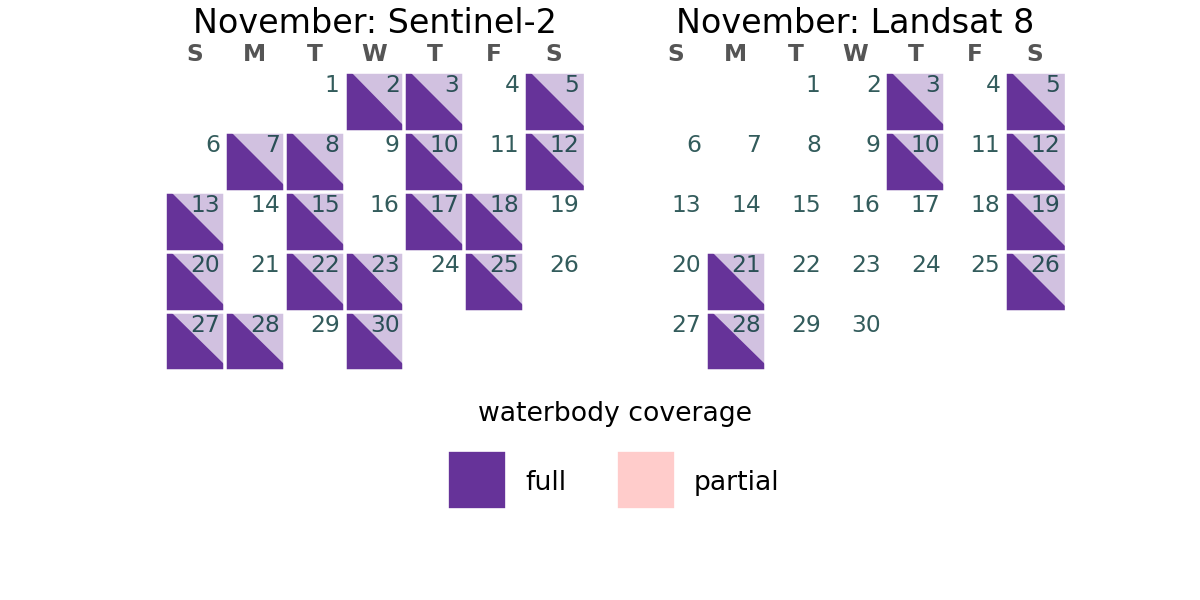 November: Sentinel-2
S M T W T F S
1 2 3 4 5
6 7 8 9 10 11 12
13 14 15 16 17 18 19
20 21 22 23 24 25 26
27 28 29 30
November: Landsat 8
S M T W T F S
1 2 3 4 5
6 7 8 9 10 11 12
13 14 15 16 17 18 19
20 21 22 23 24 25 26
27 28 29 30
waterbody coverage
full partial